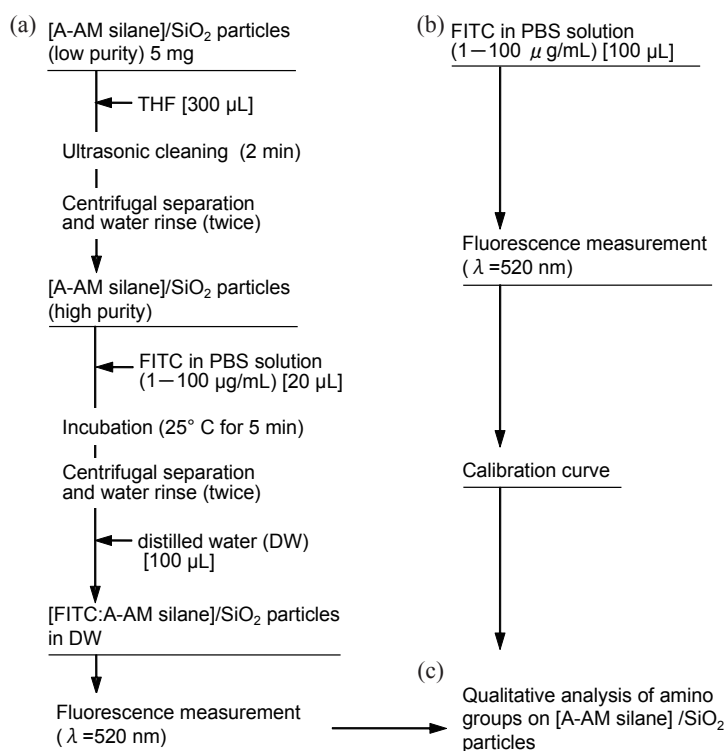 (a)
[A-AM silane]/SiO₂ particles
(low purity) 5 mg
THF [300 µL]
Ultrasonic cleaning (2 min)
Centrifugal separation
and water rinse (twice)
[A-AM silane]/SiO₂ particles
(high purity)
FITC in PBS solution
(1－100 µg/mL) [20 µL]
Incubation (25° C for 5 min)
Centrifugal separation
and water rinse (twice)
distilled water (DW)
[100 µL]
[FITC:A-AM silane]/SiO₂ particles
in DW
Fluorescence measurement
(λ=520 nm)
(b)
FITC in PBS solution
(1－100 μg/mL) [100 µL]
Fluorescence measurement
(λ=520 nm)
Calibration curve
(c)
Qualitative analysis of amino
groups on [A-AM silane] /SiO₂
particles